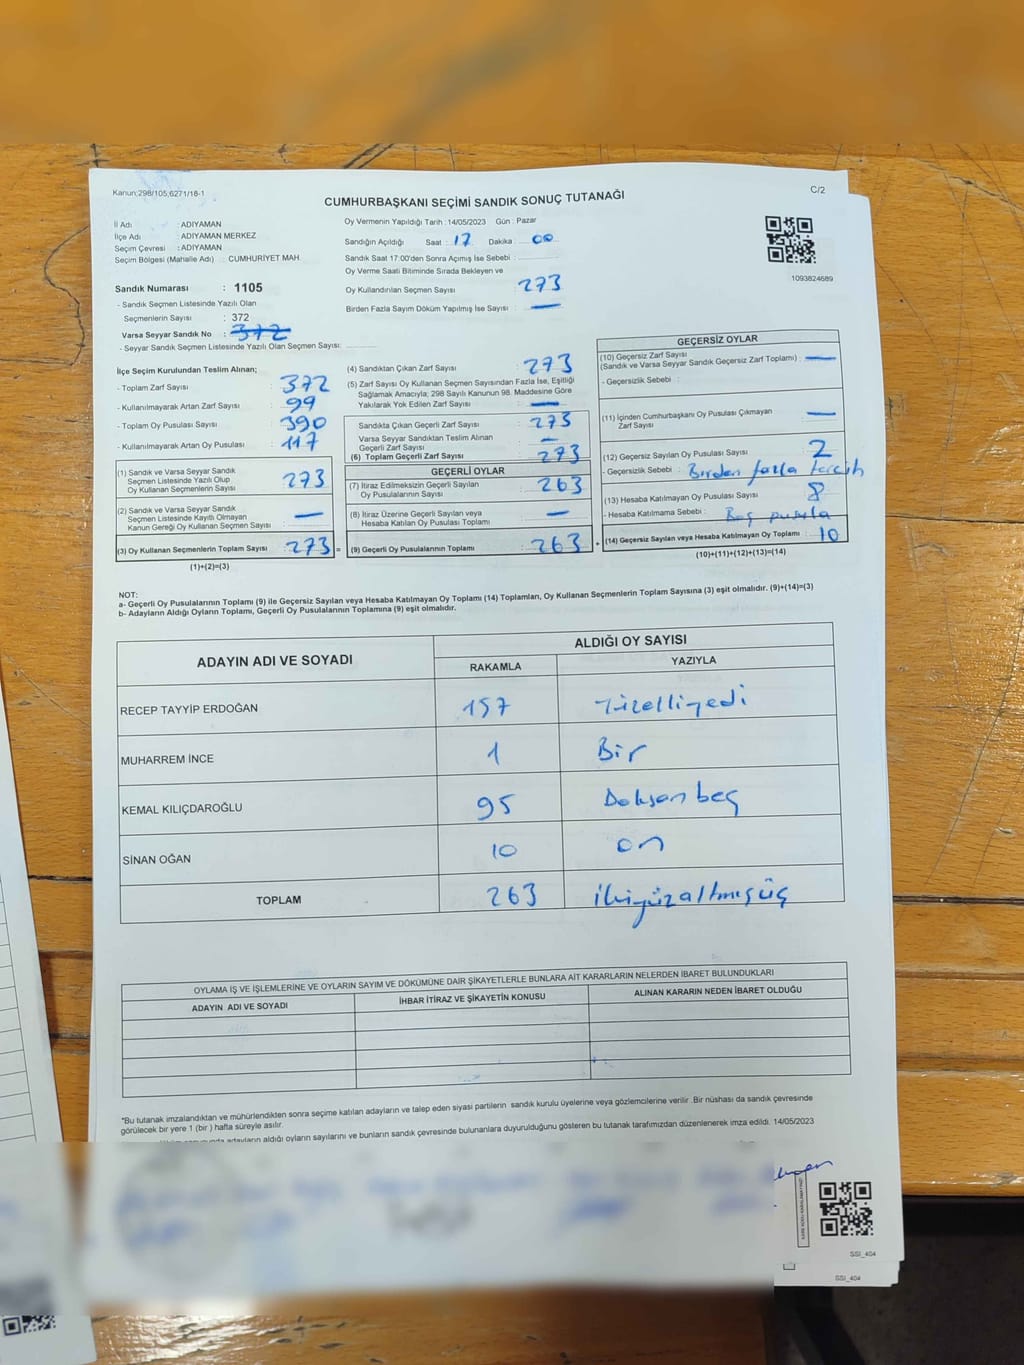 Kanun;298/105;6271/18-1
C/2
CUMHURBAŞKANI SEÇİMİ SANDIK SONUÇ TUTANAĞI
İl Adı : ADIYAMAN
İlçe Adı : ADIYAMAN MERKEZ
Seçim Çevresi : ADIYAMAN
Seçim Bölgesi (Mahalle Adı) : CUMHURİYET MAH.
Sandık Numarası : 1105
- Sandık Seçmen Listesinde Yazılı Olan
Seçmenlerin Sayısı : 372
Varsa Seyyar Sandık No : 372
- Seyyar Sandık Seçmen Listesinde Yazılı Olan Seçmen Sayısı:
Oy Vermenin Yapıldığı Tarih : 14/05/2023 Gün : Pazar
Sandığın Açıldığı Saat : 17 Dakika : 00
Sandık Saat 17:00'den Sonra Açımış İse Sebebi :
Oy Verme Saati Bitiminde Sırada Bekleyen ve
Oy Kullandırılan Seçmen Sayısı : 273
Birden Fazla Sayım Döküm Yapılmış İse Sayısı : —
1093824689
İlçe Seçim Kurulundan Teslim Alınan;
- Toplam Zarf Sayısı : 372
- Kullanılmayarak Artan Zarf Sayısı : 99
- Toplam Oy Pusulası Sayısı : 390
- Kullanılmayarak Artan Oy Pusulası : 117
(1) Sandık ve Varsa Seyyar Sandık
Seçmen Listesinde Yazılı Olup
Oy Kullanan Seçmenlerin Sayısı : 273
(2) Sandık ve Varsa Seyyar Sandık
Seçmen Listesinde Kayıtlı Olmayan
Kanun Gereği Oy Kullanan Seçmen Sayısı : —
(3) Oy Kullanan Seçmenlerin Toplam Sayısı : 273 =
(1)+(2)=(3)
(4) Sandıktan Çıkan Zarf Sayısı : 273
(5) Zarf Sayısı Oy Kullanan Seçmen Sayısından Fazla İse, Eşitliği
Sağlamak Amacıyla; 298 Sayılı Kanunun 98. Maddesine Göre
Yakılarak Yok Edilen Zarf Sayısı : —
Sandıkta Çıkan Geçerli Zarf Sayısı : 273
Varsa Seyyar Sandıktan Teslim Alınan
Geçerli Zarf Sayısı : —
(6) Toplam Geçerli Zarf Sayısı : 273
GEÇERLİ OYLAR
(7) İtiraz Edilmeksizin Geçerli Sayılan
Oy Pusulalarının Sayısı : 263
(8) İtiraz Üzerine Geçerli Sayılan veya
Hesaba Katılan Oy Pusulası Toplamı : —
(9) Geçerli Oy Pusulalarının Toplamı : 263 +
GEÇERSİZ OYLAR
(10) Geçersiz Zarf Sayısı
(Sandık ve Varsa Seyyar Sandık Geçersiz Zarf Toplamı) : —
- Geçersizlik Sebebi :
(11) İçinden Cumhurbaşkanı Oy Pusulası Çıkmayan
Zarf Sayısı : —
(12) Geçersiz Sayılan Oy Pusulası Sayısı : 2
- Geçersizlik Sebebi : Birden fazla tercih
(13) Hesaba Katılmayan Oy Pusulası Sayısı : 8
- Hesaba Katılmama Sebebi : Boş pusula
(14) Geçersiz Sayılan veya Hesaba Katılmayan Oy Toplamı : 10
(10)+(11)+(12)+(13)=(14)
NOT:
a- Geçerli Oy Pusulalarının Toplamı (9) ile Geçersiz Sayılan veya Hesaba Katılmayan Oy Toplamı (14) Toplamları, Oy Kullanan Seçmenlerin Toplam Sayısına (3) eşit olmalıdır. (9)+(14)=(3)
b- Adayların Aldığı Oyların Toplamı, Geçerli Oy Pusulalarının Toplamına (9) eşit olmalıdır.
ADAYIN ADI VE SOYADI
ALDIĞI OY SAYISI
RAKAMLA YAZIYLA
RECEP TAYYİP ERDOĞAN 157 Yüzelliyedi
MUHARREM İNCE 1 Bir
KEMAL KILIÇDAROĞLU 95 Doksanbeş
SİNAN OĞAN 10 on
TOPLAM 263 ikiyüzaltmışüç
OYLAMA İŞ VE İŞLEMLERİNE VE OYLARIN SAYIM VE DÖKÜMÜNE DAİR ŞİKAYETLERLE BUNLARA AİT KARARLARIN NELERDEN İBARET BULUNDUKLARI
ADAYIN ADI VE SOYADI İHBAR İTİRAZ VE ŞİKAYETİN KONUSU ALINAN KARARIN NEDEN İBARET OLDUĞU
*Bu tutanak imzalandıktan ve mühürlendikten sonra seçime katılan adayların ve talep eden siyasi partilerin sandık kurulu üyelerine veya gözlemcilerine verilir .Bir nüshası da sandık çevresinde
görülecek bir yere 1 (bir ) hafta süreyle asılır.
adayların aldığı oyların sayılarını ve bunların sandık çevresinde bulunanlara duyurulduğunu gösteren bu tutanak tarafımızdan düzenlenerek imza edildi. 14/05/2023
SSI_404
SSI_404